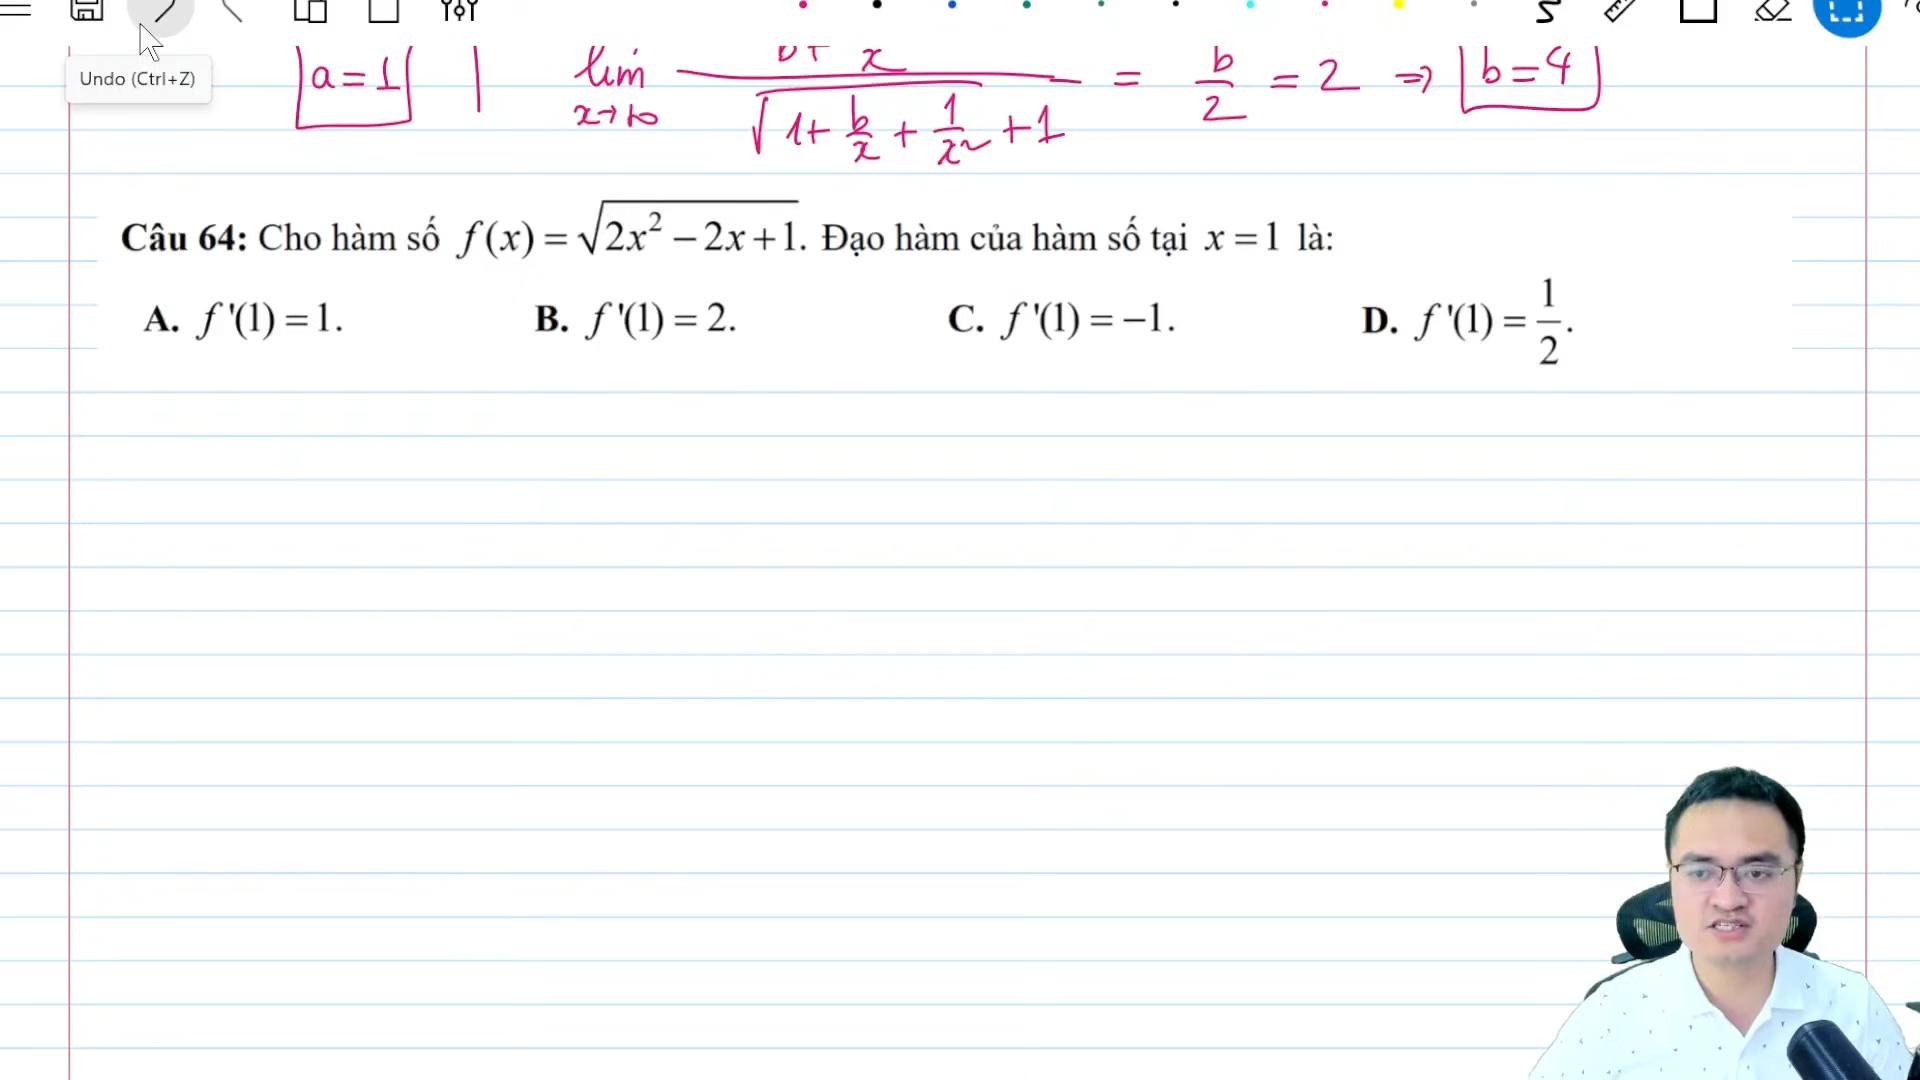 Undo (Ctrl+Z)
a = 1 | lim x→+∞ (b + x) / (√(1 + b/x + 1/x²) + 1) = b/2 = 2 ⇒ b = 4
Câu 64: Cho hàm số f(x) = √(2x² − 2x + 1). Đạo hàm của hàm số tại x = 1 là:
A. f'(1) = 1. B. f'(1) = 2. C. f'(1) = −1. D. f'(1) = 1/2.